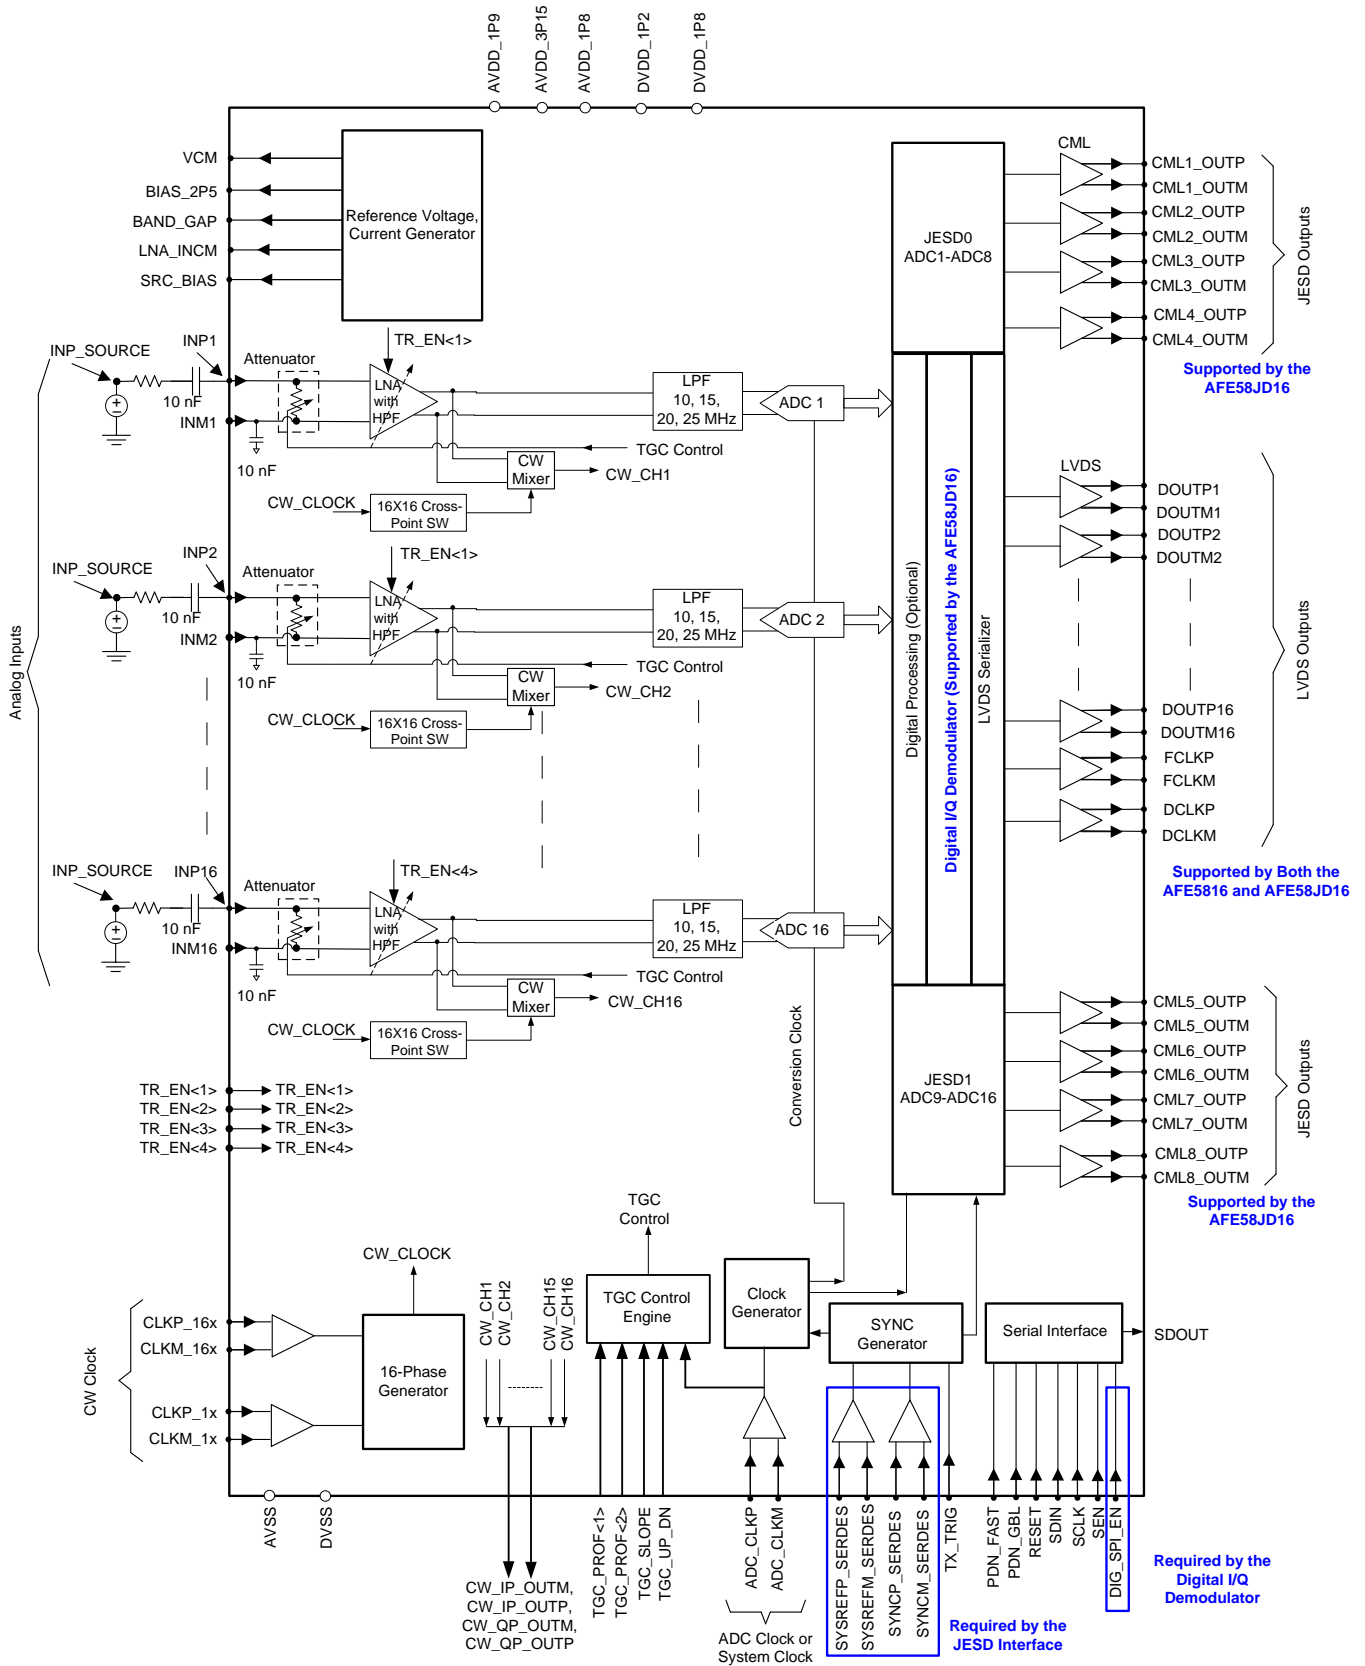 AVDD_1P9
AVDD_3P15
AVDD_1P8
DVDD_1P2
DVDD_1P8
VCM
BIAS_2P5
BAND_GAP
LNA_INCM
SRC_BIAS
Reference Voltage,
Current Generator
JESD0
ADC1-ADC8
CML
CML1_OUTP
CML1_OUTM
CML2_OUTP
CML2_OUTM
CML3_OUTP
CML3_OUTM
CML4_OUTP
CML4_OUTM
JESD Outputs
Supported by the
AFE58JD16
Analog Inputs
INP_SOURCE
INP1
10 nF
INM1
10 nF
Attenuator
TR_EN<1>
LNA
with
HPF
LPF
10, 15,
20, 25 MHz
ADC 1
TGC Control
CW
Mixer
CW_CH1
CW_CLOCK
16X16 Cross-
Point SW
INP_SOURCE
INP2
10 nF
INM2
10 nF
Attenuator
TR_EN<1>
LNA
with
HPF
LPF
10, 15,
20, 25 MHz
ADC 2
TGC Control
CW
Mixer
CW_CH2
CW_CLOCK
16X16 Cross-
Point SW
INP_SOURCE
INP16
10 nF
INM16
10 nF
Attenuator
TR_EN<4>
LNA
with
HPF
LPF
10, 15,
20, 25 MHz
ADC 16
TGC Control
CW
Mixer
CW_CH16
CW_CLOCK
16X16 Cross-
Point SW
Conversion Clock
Digital Processing (Optional)
Digital I/Q Demodulator (Supported by the AFE58JD16)
LVDS Serializer
LVDS
DOUTP1
DOUTM1
DOUTP2
DOUTM2
DOUTP16
DOUTM16
FCLKP
FCLKM
DCLKP
DCLKM
LVDS Outputs
Supported by Both the
AFE5816 and AFE58JD16
JESD1
ADC9-ADC16
CML5_OUTP
CML5_OUTM
CML6_OUTP
CML6_OUTM
CML7_OUTP
CML7_OUTM
CML8_OUTP
CML8_OUTM
JESD Outputs
Supported by the
AFE58JD16
TR_EN<1>
TR_EN<1>
TR_EN<2>
TR_EN<2>
TR_EN<3>
TR_EN<3>
TR_EN<4>
TR_EN<4>
CW Clock
CLKP_16x
CLKM_16x
CLKP_1x
CLKM_1x
CW_CLOCK
16-Phase
Generator
CW_CH1
CW_CH2
CW_CH15
CW_CH16
TGC
Control
TGC Control
Engine
Clock
Generator
SYNC
Generator
Serial Interface
SDOUT
AVSS
DVSS
CW_IP_OUTM,
CW_IP_OUTP,
CW_QP_OUTM,
CW_QP_OUTP
TGC_PROF<1>
TGC_PROF<2>
TGC_SLOPE
TGC_UP_DN
ADC_CLKP
ADC_CLKM
ADC Clock or
System Clock
SYSREFP_SERDES
SYSREFM_SERDES
SYNCP_SERDES
SYNCM_SERDES
TX_TRIG
Required by the
JESD Interface
PDN_FAST
PDN_GBL
RESET
SDIN
SCLK
SEN
DIG_SPI_EN
Required by the
Digital I/Q
Demodulator